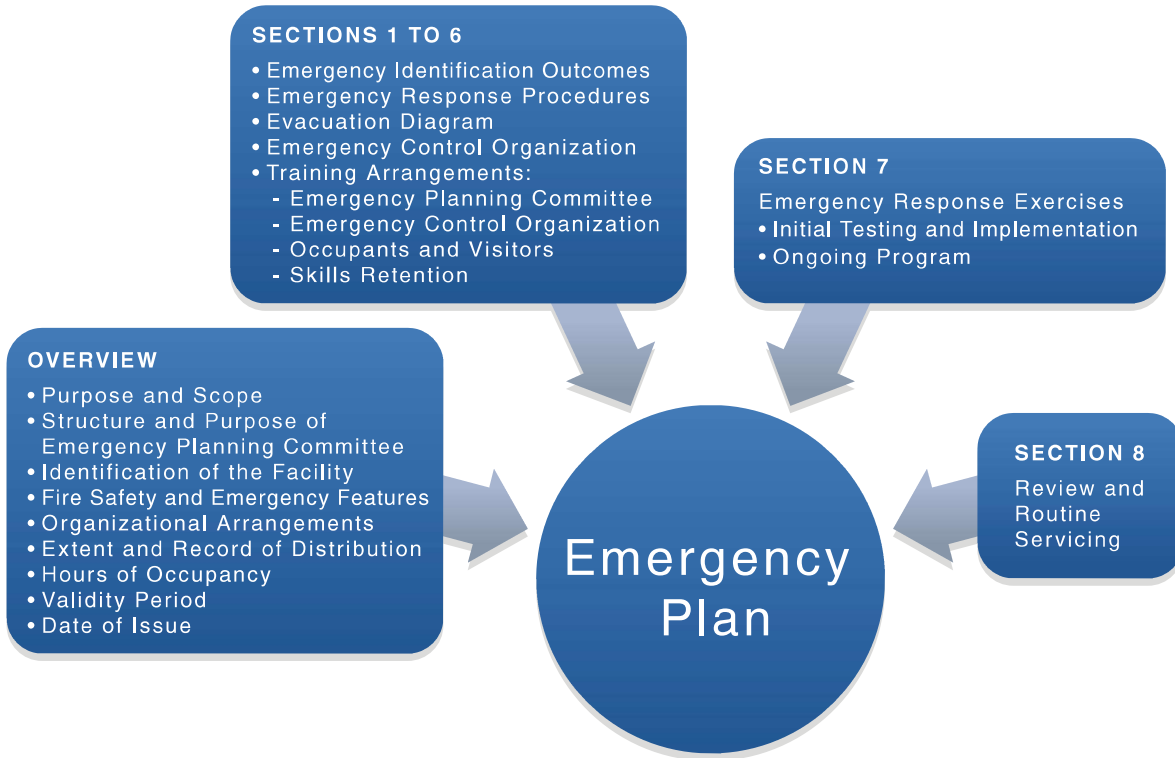 SECTIONS 1 TO 6
• Emergency Identification Outcomes
• Emergency Response Procedures
• Evacuation Diagram
• Emergency Control Organization
• Training Arrangements:
- Emergency Planning Committee
- Emergency Control Organization
- Occupants and Visitors
- Skills Retention
SECTION 7
Emergency Response Exercises
• Initial Testing and Implementation
• Ongoing Program
OVERVIEW
• Purpose and Scope
• Structure and Purpose of
Emergency Planning Committee
• Identification of the Facility
• Fire Safety and Emergency Features
• Organizational Arrangements
• Extent and Record of Distribution
• Hours of Occupancy
• Validity Period
• Date of Issue
SECTION 8
Review and
Routine
Servicing
Emergency
Plan